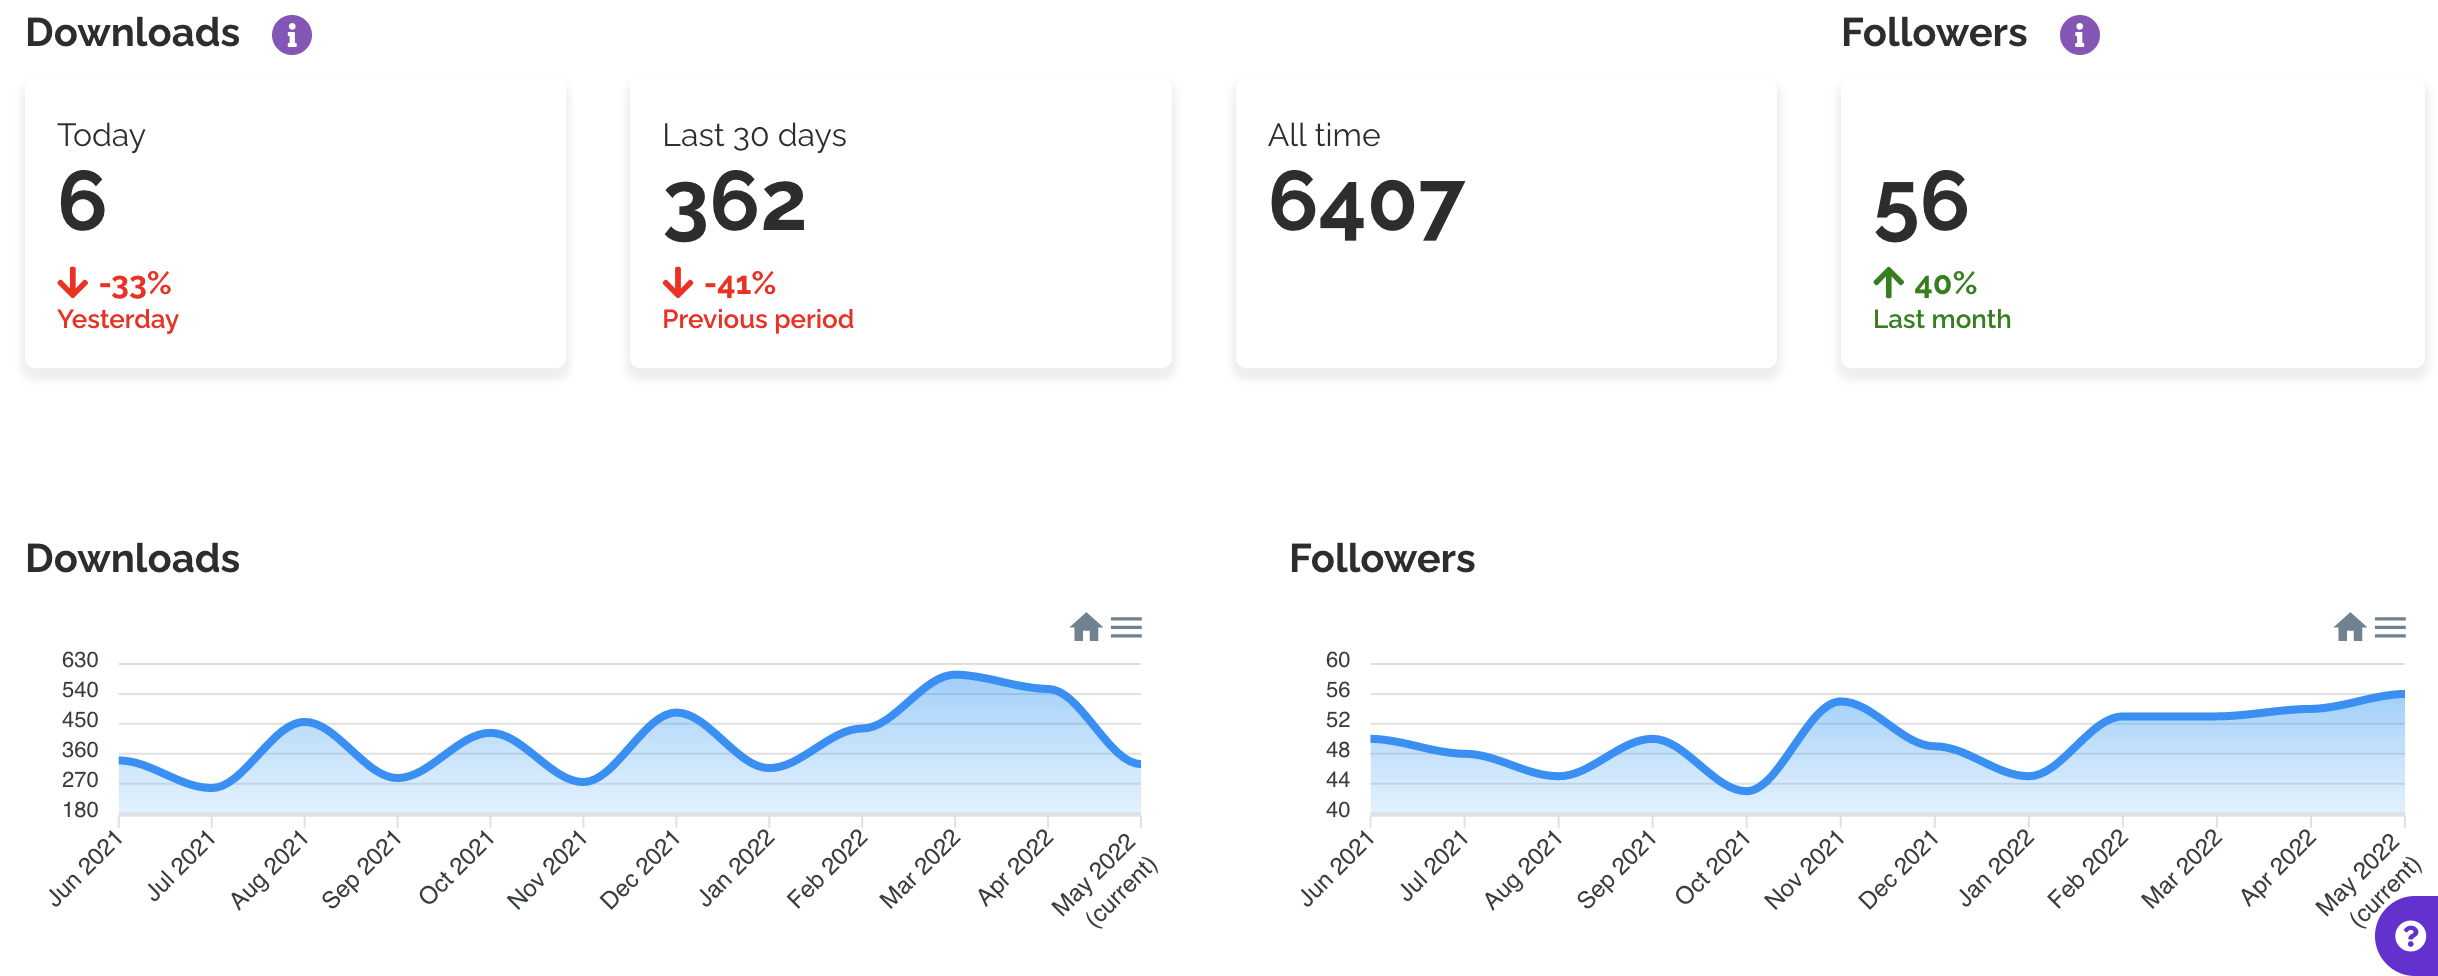 Downloads
Followers
Today
6
-33%
Yesterday
Last 30 days
362
-41%
Previous period
All time
6407
56
40%
Last month
Downloads
630
540
450
360
270
180
Jun 2021
Jul 2021
Aug 2021
Sep 2021
Oct 2021
Nov 2021
Dec 2021
Jan 2022
Feb 2022
Mar 2022
Apr 2022
May 2022
(current)
Followers
60
56
52
48
44
40
Jun 2021
Jul 2021
Aug 2021
Sep 2021
Oct 2021
Nov 2021
Dec 2021
Jan 2022
Feb 2022
Mar 2022
Apr 2022
May 2022
(current)
?